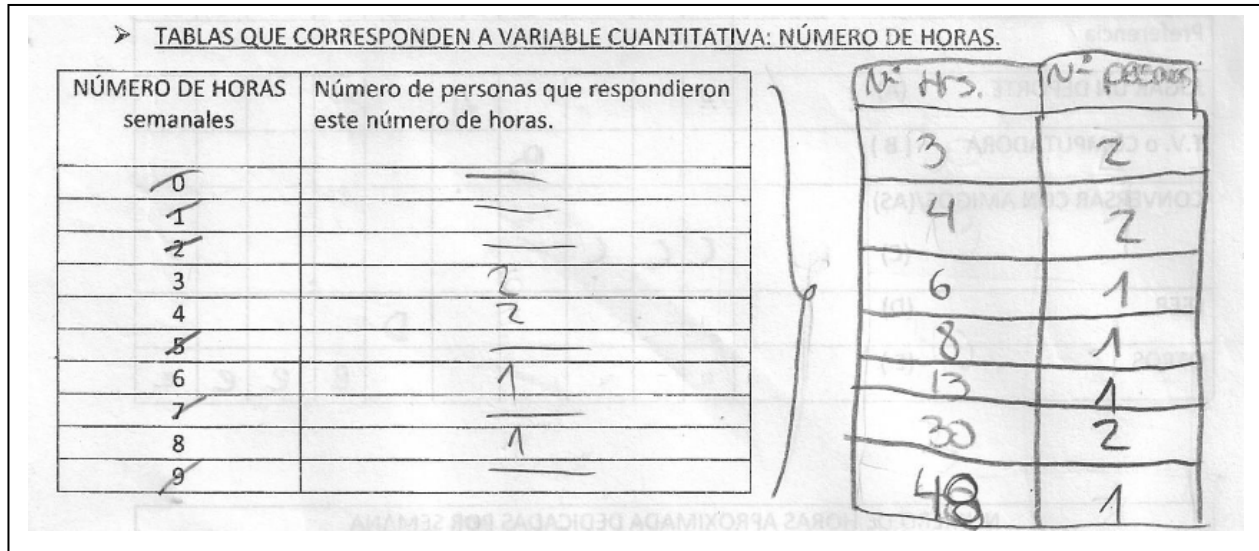 ➤ TABLAS QUE CORRESPONDEN A VARIABLE CUANTITATIVA: NÚMERO DE HORAS.
NÚMERO DE HORAS semanales | Número de personas que respondieron este número de horas.
0 | —
1 | —
2 | —
3 | 2
4 | 2
5 | —
6 | 1
7 | —
8 | 1
9 | —
Nº Hrs. | Nº
3 | 2
4 | 2
6 | 1
8 | 1
13 | 1
30 | 2
48 | 1